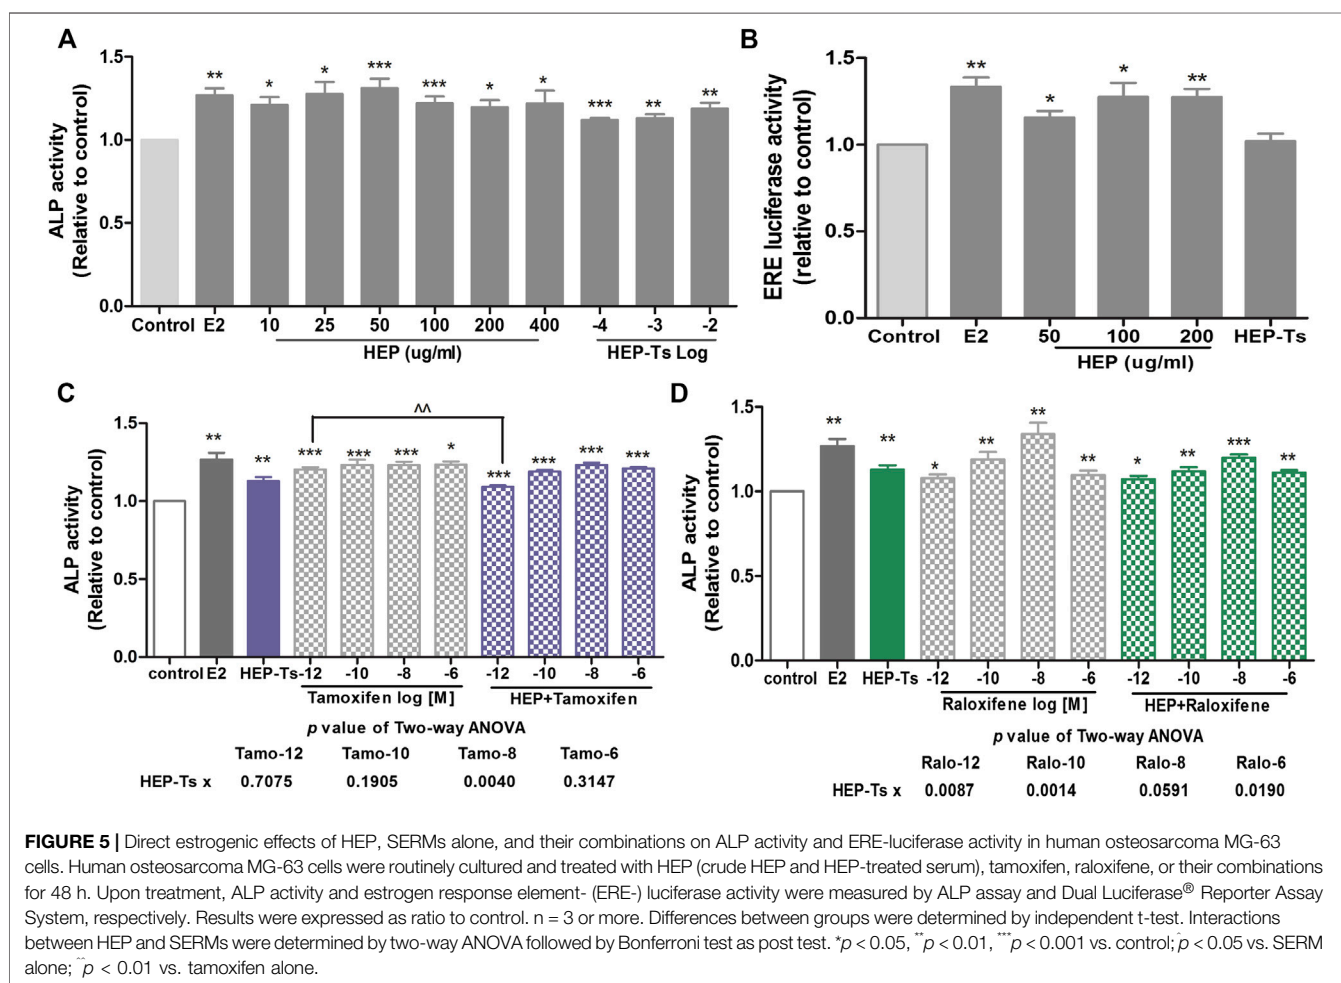 A
ALP activity
(Relative to control)
1.5
1.0
0.5
0.0
** * * *** *** * * *** ** **
Control E2 10 25 50 100 200 400 -4 -3 -2
HEP (ug/ml) HEP-Ts Log
B
ERE luciferase activity
(relative to control)
1.5
1.0
0.5
0.0
** * * **
Control E2 50 100 200 HEP-Ts
HEP (ug/ml)
C
ALP activity
(Relative to control)
1.5
1.0
0.5
0.0
^^
** ** *** *** *** * *** *** *** ***
control E2 HEP-Ts -12 -10 -8 -6 -12 -10 -8 -6
Tamoxifen log [M] HEP+Tamoxifen
p value of Two-way ANOVA
Tamo-12 Tamo-10 Tamo-8 Tamo-6
HEP-Ts x 0.7075 0.1905 0.0040 0.3147
D
ALP activity
(Relative to control)
1.5
1.0
0.5
0.0
** ** * ** ** ** * ** *** **
control E2 HEP-Ts -12 -10 -8 -6 -12 -10 -8 -6
Raloxifene log [M] HEP+Raloxifene
p value of Two-way ANOVA
Ralo-12 Ralo-10 Ralo-8 Ralo-6
HEP-Ts x 0.0087 0.0014 0.0591 0.0190
FIGURE 5 | Direct estrogenic effects of HEP, SERMs alone, and their combinations on ALP activity and ERE-luciferase activity in human osteosarcoma MG-63
cells. Human osteosarcoma MG-63 cells were routinely cultured and treated with HEP (crude HEP and HEP-treated serum), tamoxifen, raloxifene, or their combinations
for 48 h. Upon treatment, ALP activity and estrogen response element- (ERE-) luciferase activity were measured by ALP assay and Dual Luciferase® Reporter Assay
System, respectively. Results were expressed as ratio to control. n = 3 or more. Differences between groups were determined by independent t-test. Interactions
between HEP and SERMs were determined by two-way ANOVA followed by Bonferroni test as post test. *p < 0.05, **p < 0.01, ***p < 0.001 vs. control; ^p < 0.05 vs. SERM
alone; ^^p < 0.01 vs. tamoxifen alone.